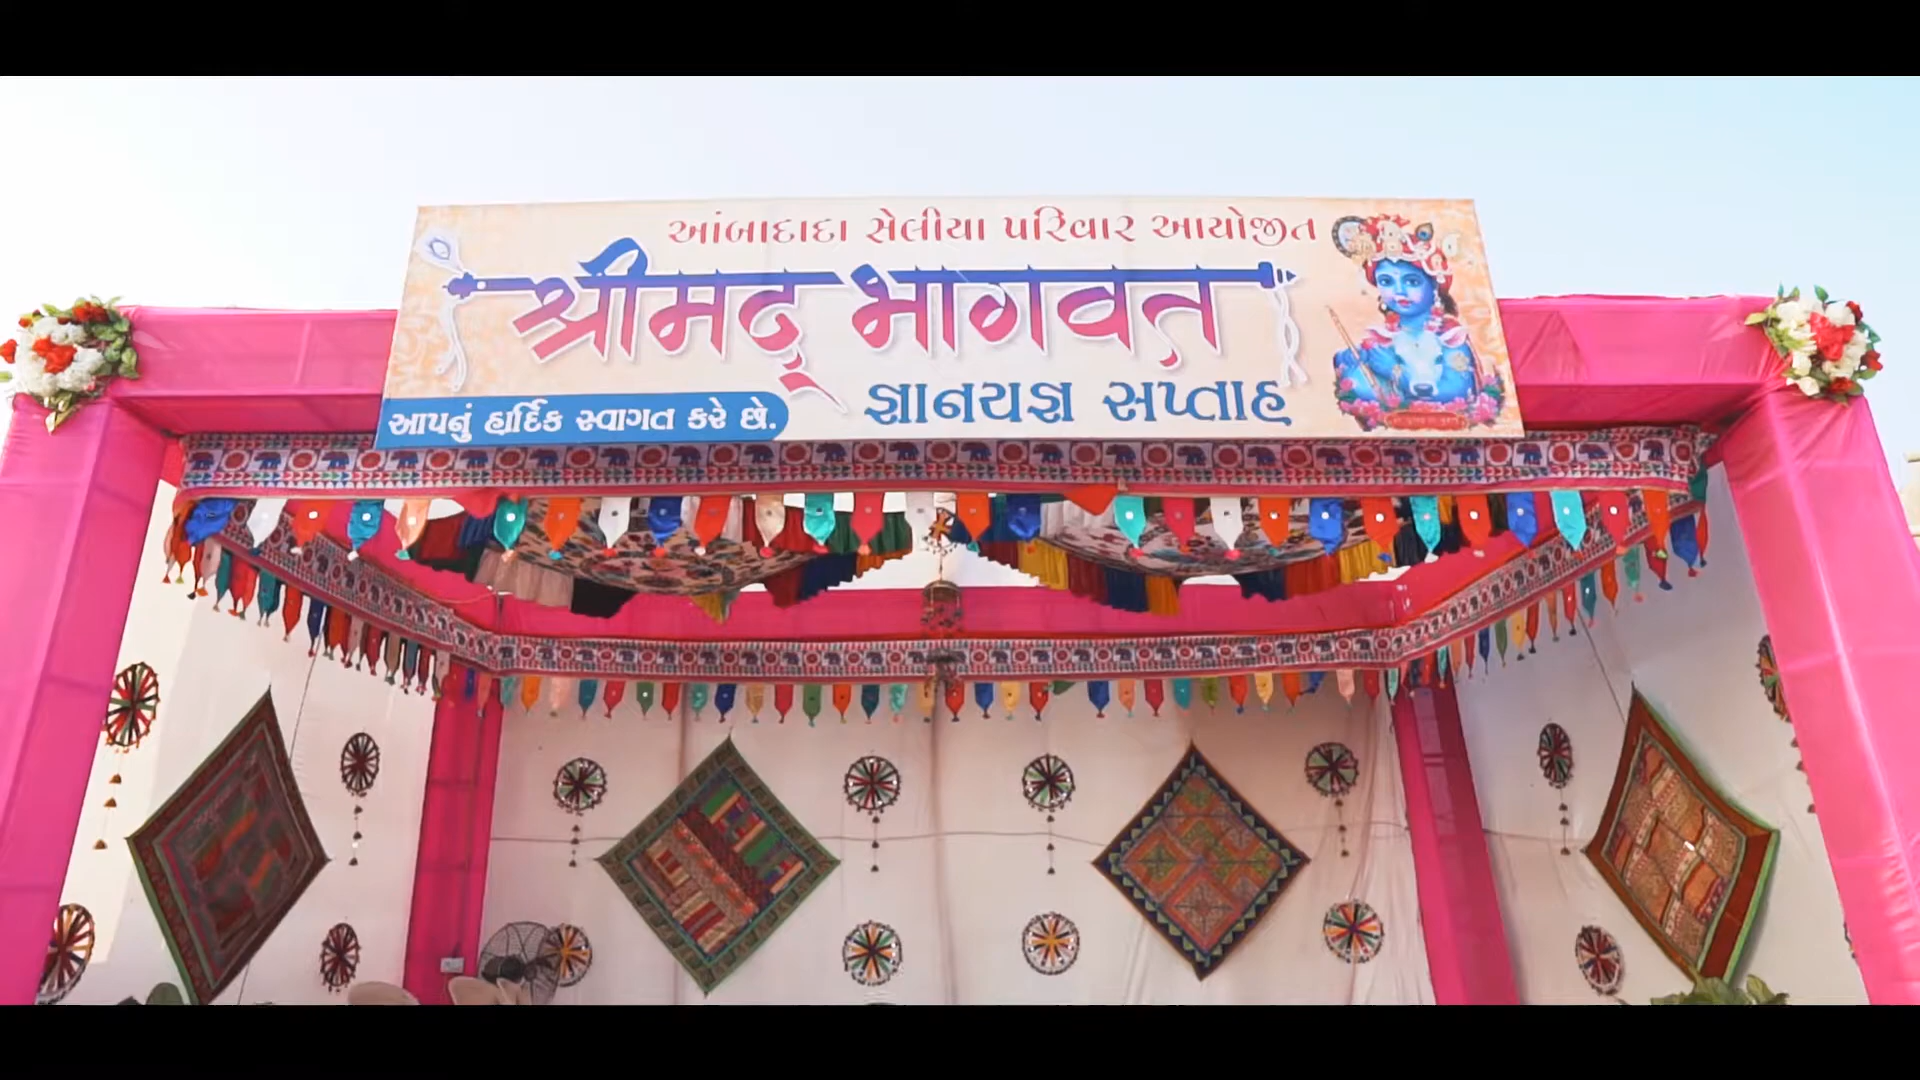 આંબાદાદા સેલીયા પરિવાર આયોજીત
શ્રીમદ્ ભાગવત
જ્ઞાનયજ્ઞ સપ્તાહ
આપનું હાર્દિક સ્વાગત કરે છે.